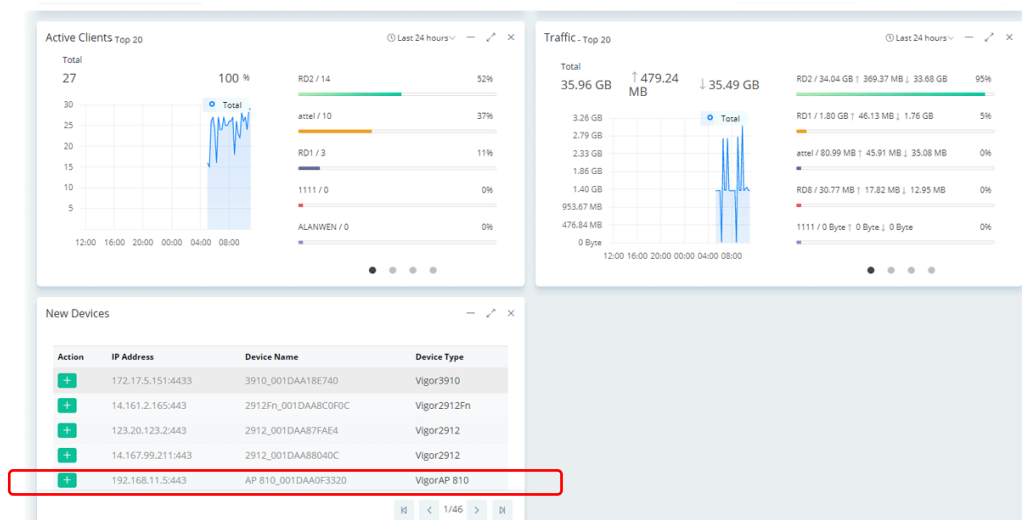 Active Clients Top 20
Last 24 hours
Total
27
100 %
30
25
20
15
10
5
Total
12:00 16:00 20:00 00:00 04:00 08:00
RD2 / 14 52%
attel / 10 37%
RD1 / 3 11%
1111 / 0 0%
ALANWEN / 0 0%
Traffic - Top 20
Last 24 hours
Total
35.96 GB
↑ 479.24 MB
↓ 35.49 GB
3.26 GB
2.79 GB
2.33 GB
1.86 GB
1.40 GB
953.67 MB
476.84 MB
0 Byte
Total
12:00 16:00 20:00 00:00 04:00 08:00
RD2 / 34.04 GB ↑ 369.37 MB ↓ 33.68 GB 95%
RD1 / 1.80 GB ↑ 46.13 MB ↓ 1.76 GB 5%
attel / 80.99 MB ↑ 45.91 MB ↓ 35.08 MB 0%
RD8 / 30.77 MB ↑ 17.82 MB ↓ 12.95 MB 0%
1111 / 0 Byte ↑ 0 Byte ↓ 0 Byte 0%
New Devices
Action IP Address Device Name Device Type
+ 172.17.5.151:4433 3910_001DAA18E740 Vigor3910
+ 14.161.2.165:443 2912Fn_001DAA8C0F0C Vigor2912Fn
+ 123.20.123.2:443 2912_001DAA87FAE4 Vigor2912
+ 14.167.99.211:443 2912_001DAA88040C Vigor2912
+ 192.168.11.5:443 AP 810_001DAA0F3320 VigorAP 810
1/46